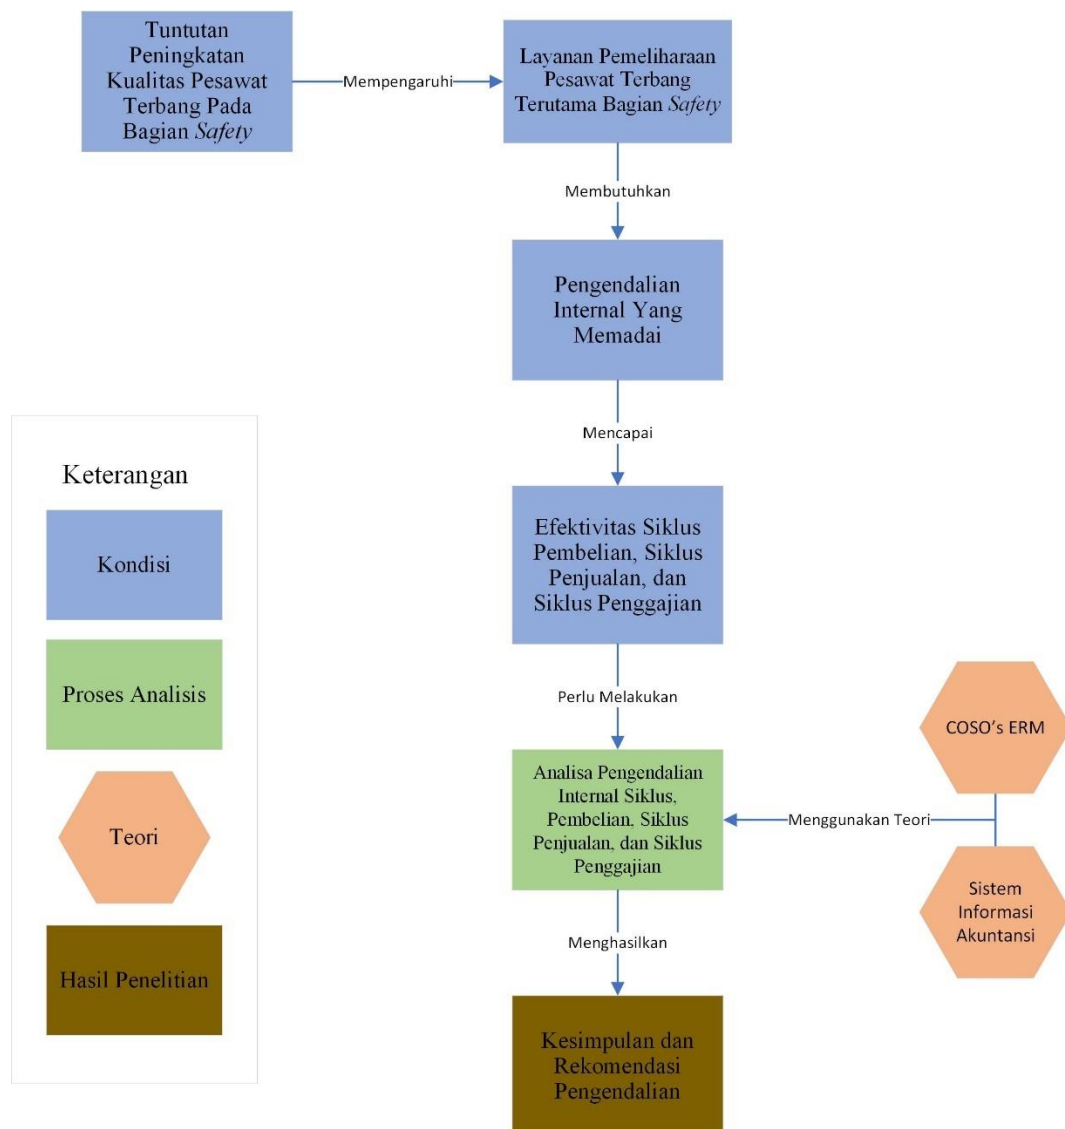 Tuntutan
Peningkatan
Kualitas Pesawat
Terbang Pada
Bagian Safety
Mempengaruhi
Layanan Pemeliharaan
Pesawat Terbang
Terutama Bagian Safety
Membutuhkan
Pengendalian
Internal Yang
Memadai
Mencapai
Efektivitas Siklus
Pembelian, Siklus
Penjualan, dan
Siklus Penggajian
Perlu Melakukan
Analisa Pengendalian
Internal Siklus,
Pembelian, Siklus
Penjualan, dan Siklus
Penggajian
Menggunakan Teori
COSO's ERM
Sistem
Informasi
Akuntansi
Menghasilkan
Kesimpulan dan
Rekomendasi
Pengendalian
Keterangan
Kondisi
Proses Analisis
Teori
Hasil Penelitian